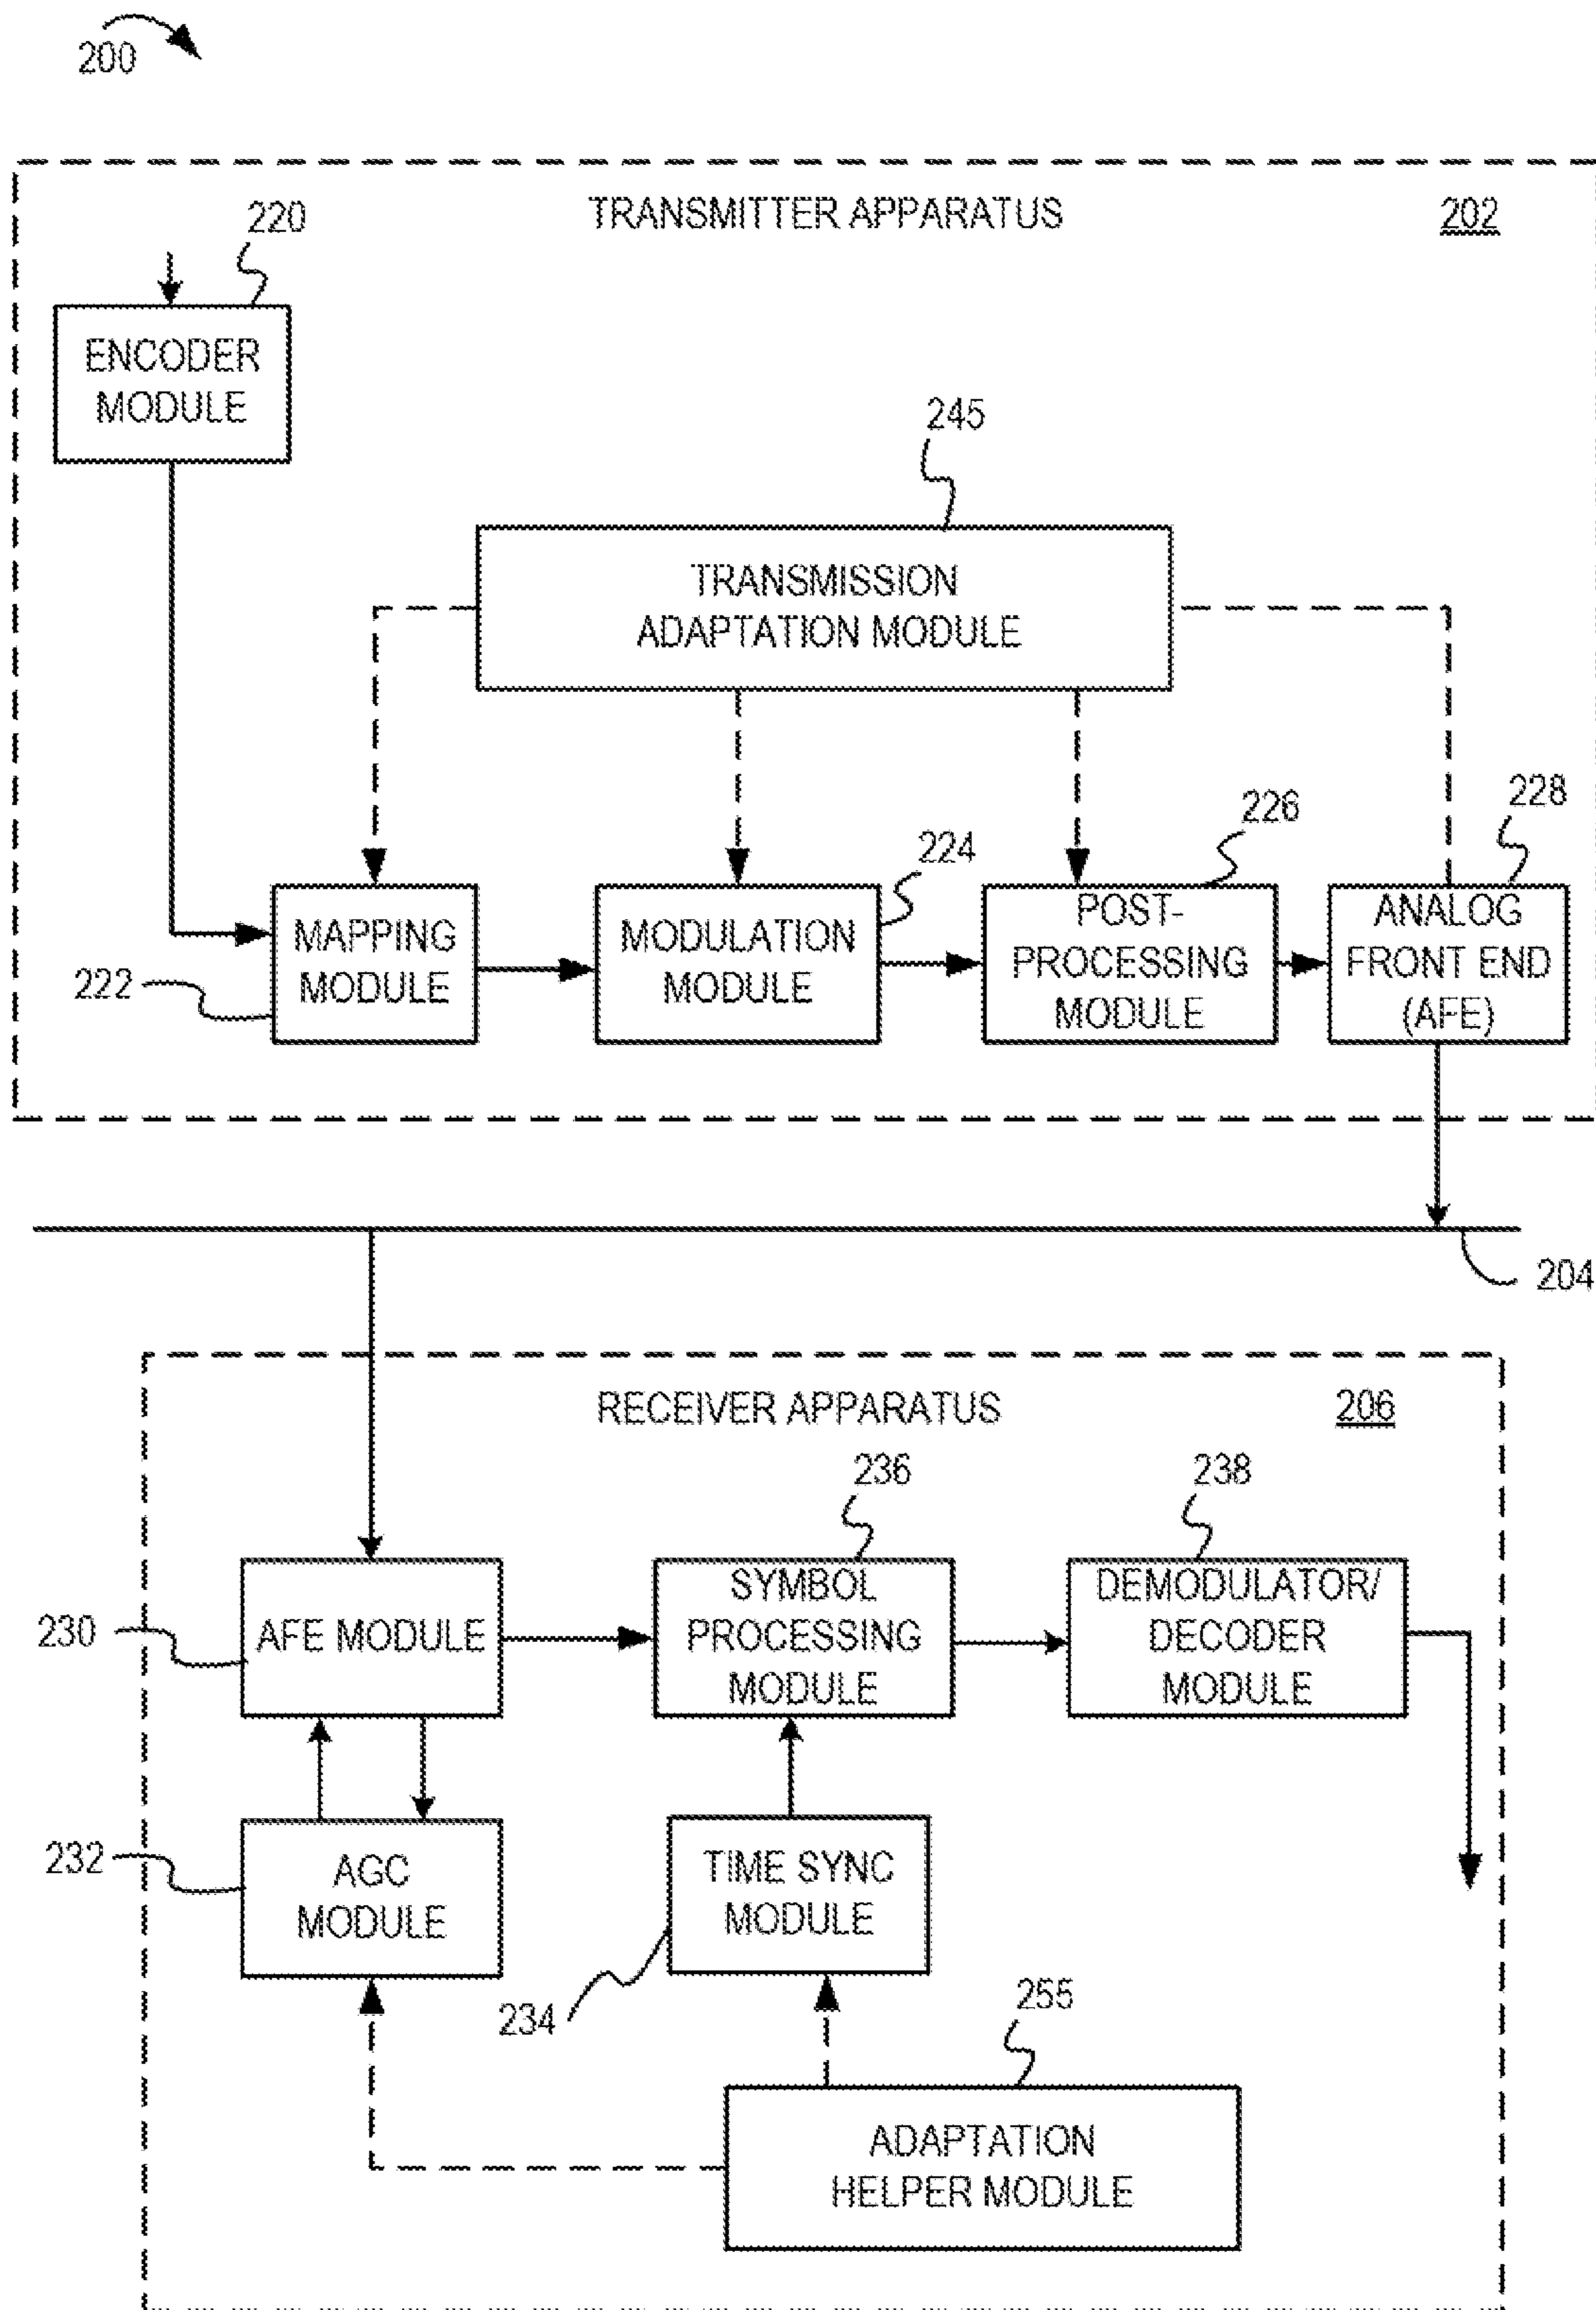 200
TRANSMITTER APPARATUS
202
220
ENCODER
MODULE
245
TRANSMISSION
ADAPTATION MODULE
222
MAPPING
MODULE
224
MODULATION
MODULE
226
POST-
PROCESSING
MODULE
228
ANALOG
FRONT END
(AFE)
204
RECEIVER APPARATUS
206
230
AFE MODULE
236
SYMBOL
PROCESSING
MODULE
238
DEMODULATOR/
DECODER
MODULE
232
AGC
MODULE
234
TIME SYNC
MODULE
255
ADAPTATION
HELPER MODULE